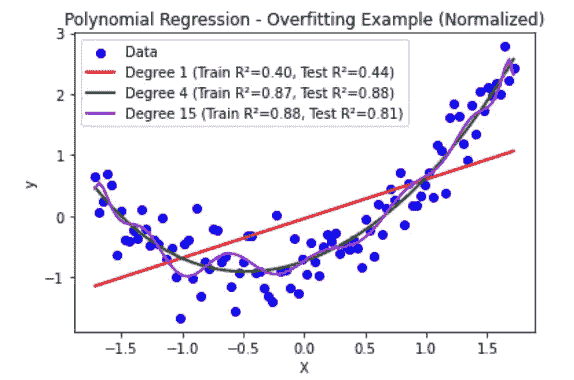 Polynomial Regression - Overfitting Example (Normalized)
Data
Degree 1 (Train R²=0.40, Test R²=0.44)
Degree 4 (Train R²=0.87, Test R²=0.88)
Degree 15 (Train R²=0.88, Test R²=0.81)
3
2
1
0
−1
y
−1.5 −1.0 −0.5 0.0 0.5 1.0 1.5
X